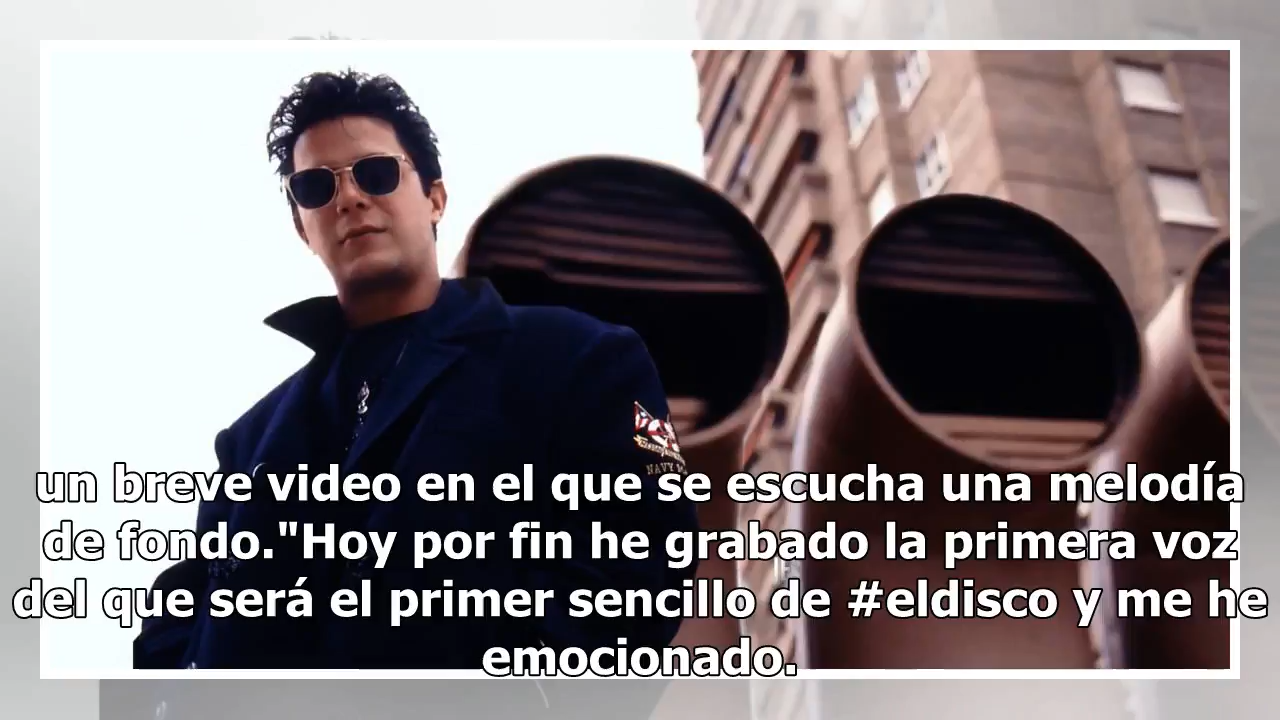 NAVY
un breve video en el que se escucha una melodía
de fondo."Hoy por fin he grabado la primera voz
del que será el primer sencillo de #eldisco y me he
emocionado.